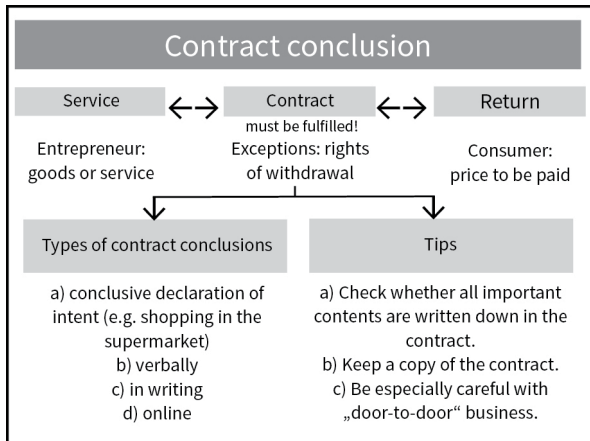 Contract conclusion
Service
Contract
Return
must be fulfilled!
Entrepreneur:
goods or service
Exceptions: rights
of withdrawal
Consumer:
price to be paid
Types of contract conclusions
a) conclusive declaration of
intent (e.g. shopping in the
supermarket)
b) verbally
c) in writing
d) online
Tips
a) Check whether all important
contents are written down in the
contract.
b) Keep a copy of the contract.
c) Be especially careful with
„door-to-door“ business.